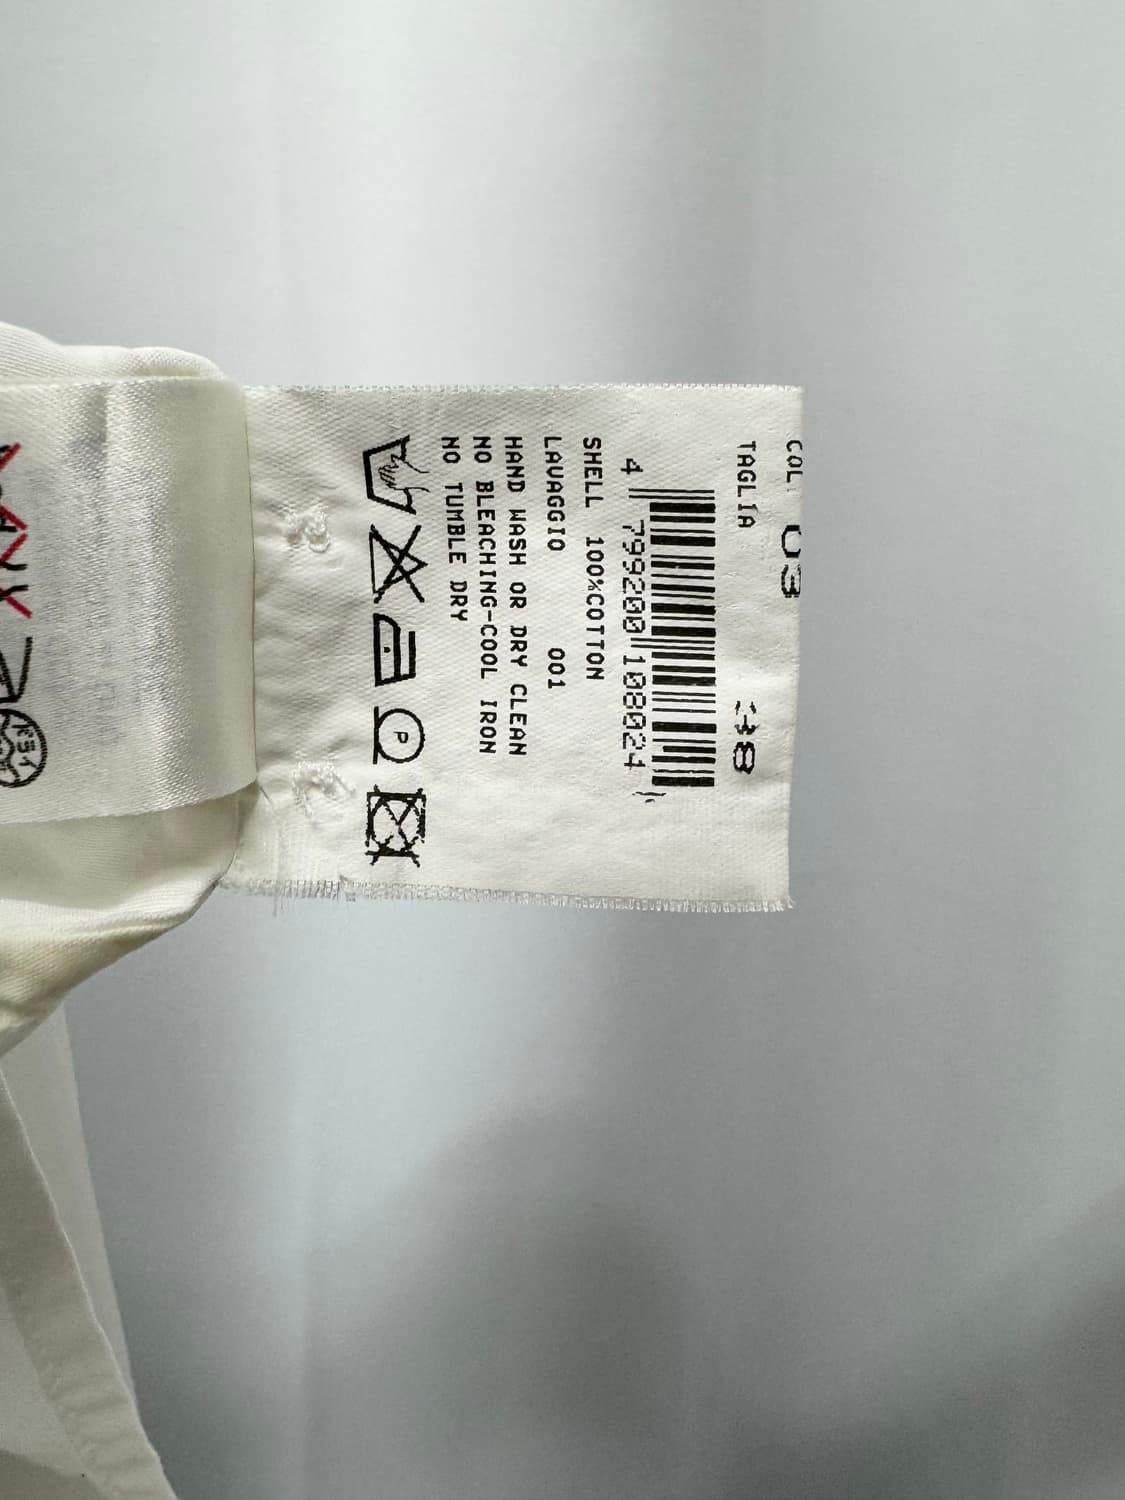 COL 03
TAGLIA 38
4 799200 108024
SHELL 100%COTTON
LAVAGGIO 001
HAND WASH OR DRY CLEAN
NO BLEACHING-COOL IRON
NO TUMBLE DRY
P